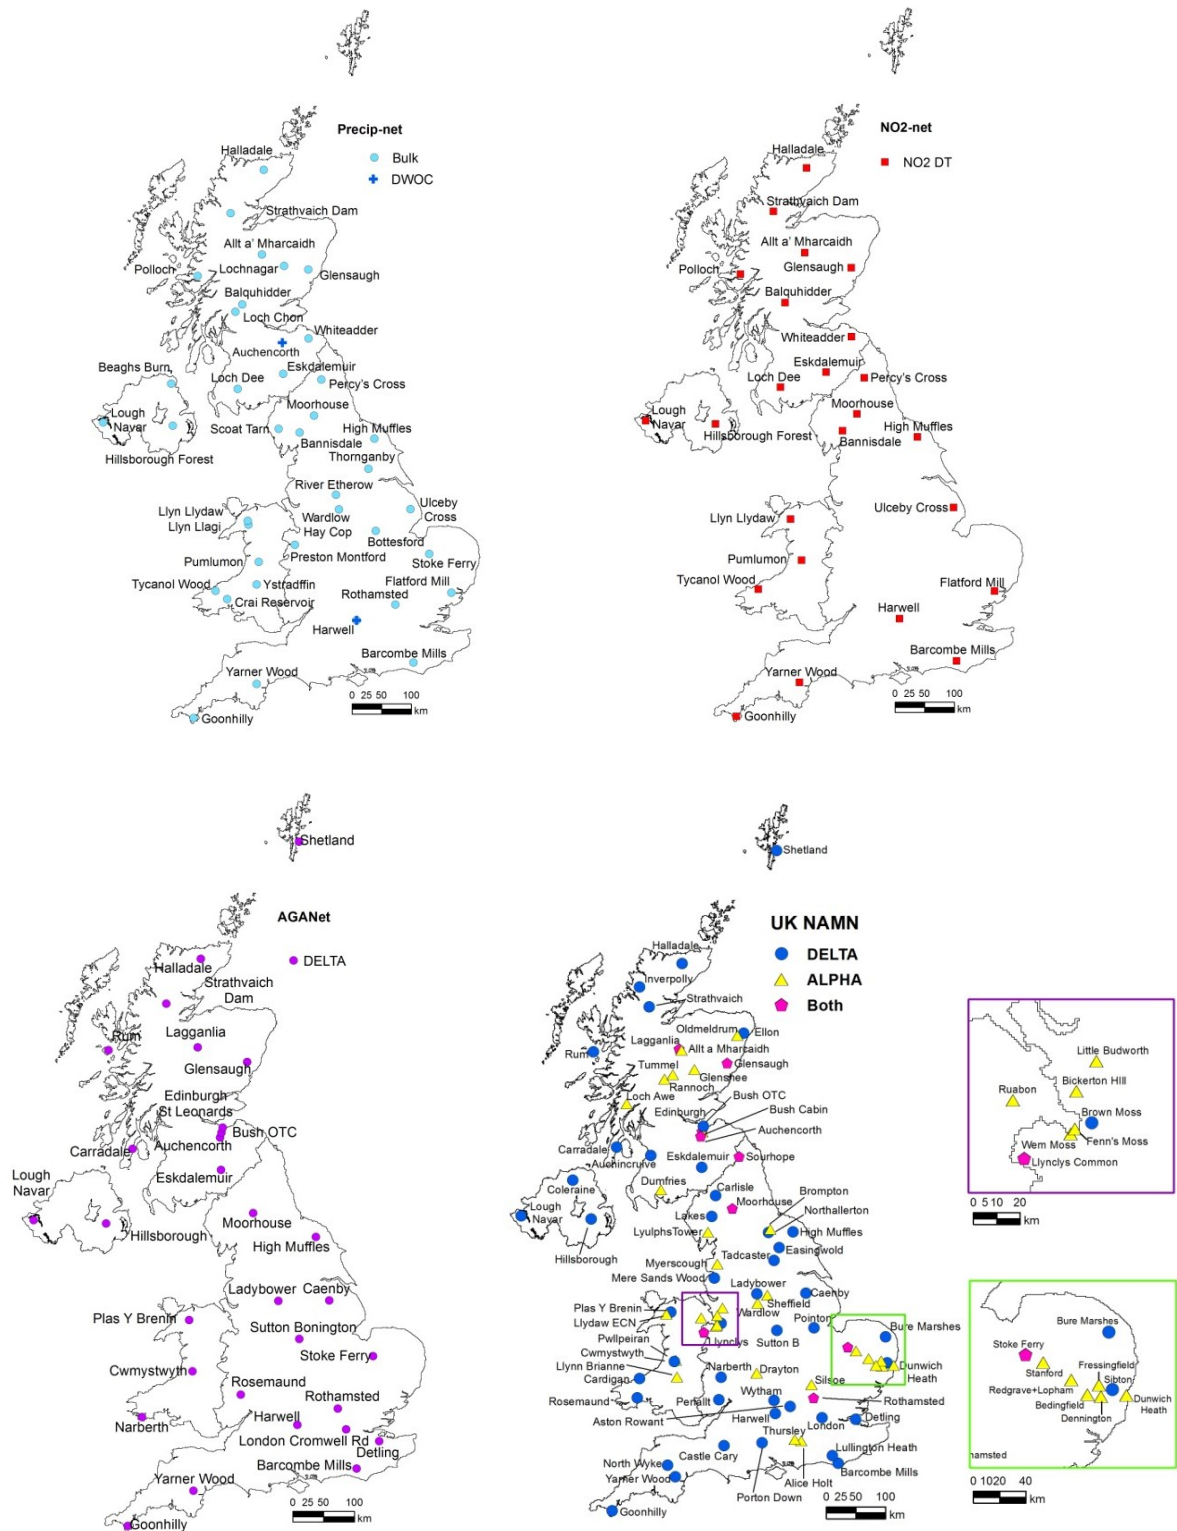 Precip-net
Bulk
DWOC
Halladale
Strathvaich Dam
Allt a' Mharcaidh
Polloch
Lochnagar
Glensaugh
Balquhidder
Loch Chon
Whiteadder
Auchencorth
Beaghs Burn
Eskdalemuir
Loch Dee
Percy's Cross
Moorhouse
Lough
Navar
Scoat Tarn
High Muffles
Bannisdale
Hillsborough Forest
Thornganby
River Etherow
Llyn Llydaw
Ulceby
Cross
Llyn Llagi
Wardlow
Hay Cop
Bottesford
Preston Montford
Pumlumon
Stoke Ferry
Tycanol Wood
Ystradffin
Flatford Mill
Rothamsted
Crai Reservoir
Harwell
Barcombe Mills
Yarner Wood
Goonhilly
0 25 50 100
km
NO2-net
NO2 DT
Halladale
Strathvaich Dam
Allt a' Mharcaidh
Polloch
Glensaugh
Balquhidder
Whiteadder
Eskdalemuir
Loch Dee
Percy's Cross
Moorhouse
Lough
Navar
High Muffles
Hillsborough Forest
Bannisdale
Ulceby Cross
Llyn Llydaw
Pumlumon
Tycanol Wood
Flatford Mill
Harwell
Barcombe Mills
Yarner Wood
Goonhilly
0 25 50 100
km
Shetland
AGANet
DELTA
Halladale
Strathvaich
Dam
Rum
Lagganlia
Glensaugh
Edinburgh
St Leonards
Bush OTC
Auchencorth
Carradale
Eskdalemuir
Lough
Navar
Moorhouse
Hillsborough
High Muffles
Ladybower
Caenby
Plas Y Brenin
Sutton Bonington
Stoke Ferry
Cwmystwyth
Rosemaund
Rothamsted
Narberth
Harwell
London Cromwell Rd
Detling
Barcombe Mills
Yarner Wood
Goonhilly
0 25 50 100
km
Shetland
UK NAMN
DELTA
ALPHA
Both
Halladale
Inverpolly
Strathvaich
Oldmeldrum
Ellon
Lagganlia
Allt a Mharcaidh
Rum
Tummel
Glensaugh
Glenshee
Rannoch
Loch Awe
Bush OTC
Edinburgh
Bush Cabin
Auchencorth
Carradale
Auchincruive
Eskdalemuir
Sourhope
Coleraine
Dumfries
Carlisle
Brompton
Moorhouse
Northallerton
Lough
Navar
Lakes
High Muffles
LyulphsTower
Easingwold
Hillsborough
Tadcaster
Myerscough
Mere Sands Wood
Ladybower
Caenby
Plas Y Brenin
Sheffield
Llydaw ECN
Wardlow
Pointon
Bure Marshes
Pwllpeiran
Llynclys
Sutton B
Cwmystwyth
Llynn Brianne
Narberth
Drayton
Dunwich
Heath
Cardigan
Silsoe
Rosemaund
Penallt
Wytham
Rothamsted
Aston Rowant
Harwell
London
Detling
Thursley
Castle Cary
Lullington Heath
North Wyke
Barcombe Mills
Yarner Wood
Alice Holt
Porton Down
Goonhilly
0 25 50 100
km
Little Budworth
Bickerton HIll
Ruabon
Brown Moss
Wem Moss
Fenn's Moss
Llynclys Common
0 5 10 20
km
Bure Marshes
Stoke Ferry
Stanford
Fressingfield
Redgrave+Lopham
Sibton
Bedingfield
Dunwich
Heath
Dennington
hamsted
0 1020 40
km